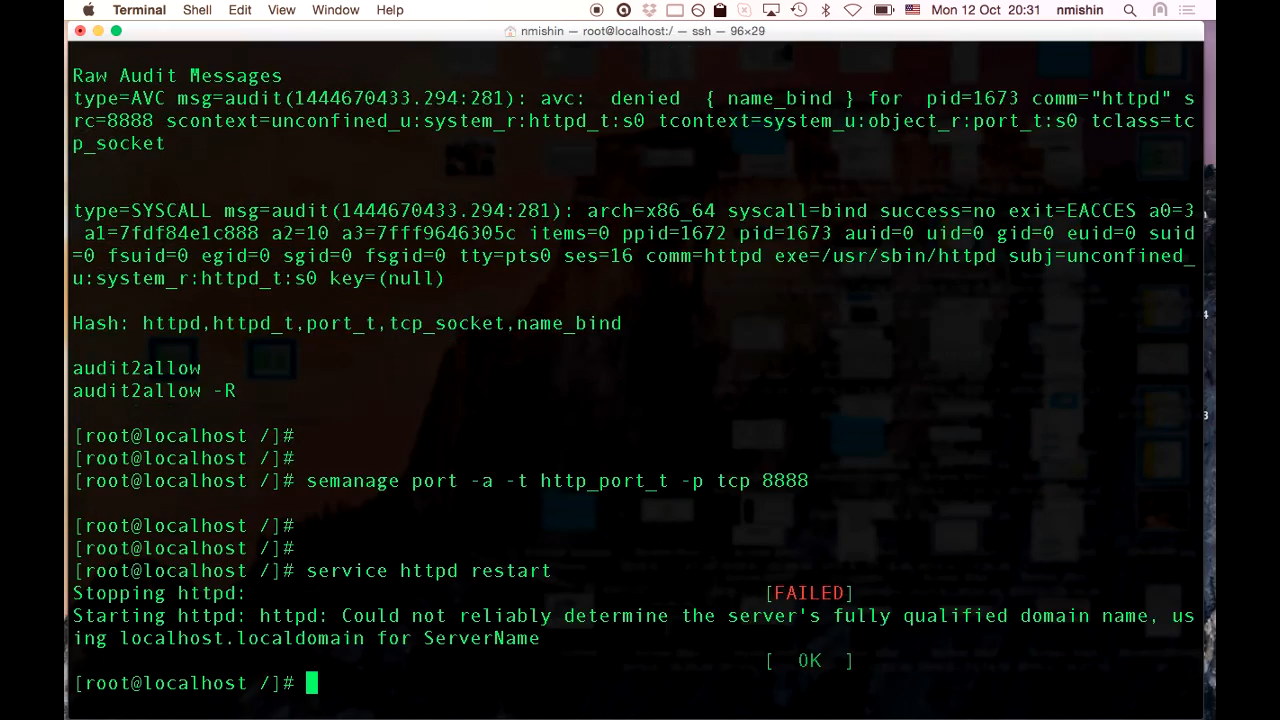 Terminal Shell Edit View Window Help Mon 12 Oct 20:31 nmishin
nmishin — root@localhost:/ — ssh — 96×29
Raw Audit Messages
type=AVC msg=audit(1444670433.294:281): avc:  denied  { name_bind } for  pid=1673 comm="httpd" s
rc=8888 scontext=unconfined_u:system_r:httpd_t:s0 tcontext=system_u:object_r:port_t:s0 tclass=tc
p_socket
type=SYSCALL msg=audit(1444670433.294:281): arch=x86_64 syscall=bind success=no exit=EACCES a0=3
 a1=7fdf84e1c888 a2=10 a3=7fff9646305c items=0 ppid=1672 pid=1673 auid=0 uid=0 gid=0 euid=0 suid
=0 fsuid=0 egid=0 sgid=0 fsgid=0 tty=pts0 ses=16 comm=httpd exe=/usr/sbin/httpd subj=unconfined_
u:system_r:httpd_t:s0 key=(null)
Hash: httpd,httpd_t,port_t,tcp_socket,name_bind
audit2allow
audit2allow -R
[root@localhost /]#
[root@localhost /]#
[root@localhost /]# semanage port -a -t http_port_t -p tcp 8888
[root@localhost /]#
[root@localhost /]#
[root@localhost /]# service httpd restart
Stopping httpd: [FAILED]
Starting httpd: httpd: Could not reliably determine the server's fully qualified domain name, us
ing localhost.localdomain for ServerName
[  OK  ]
[root@localhost /]#